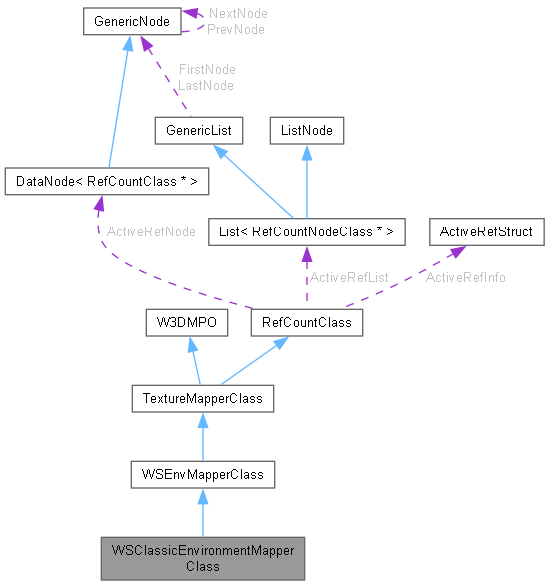 GenericNode
NextNode
PrevNode
FirstNode
LastNode
GenericList
ListNode
DataNode< RefCountClass * >
ActiveRefNode
List< RefCountNodeClass * >
ActiveRefStruct
ActiveRefList
ActiveRefInfo
W3DMPO
RefCountClass
TextureMapperClass
WSEnvMapperClass
WSClassicEnvironmentMapper
Class